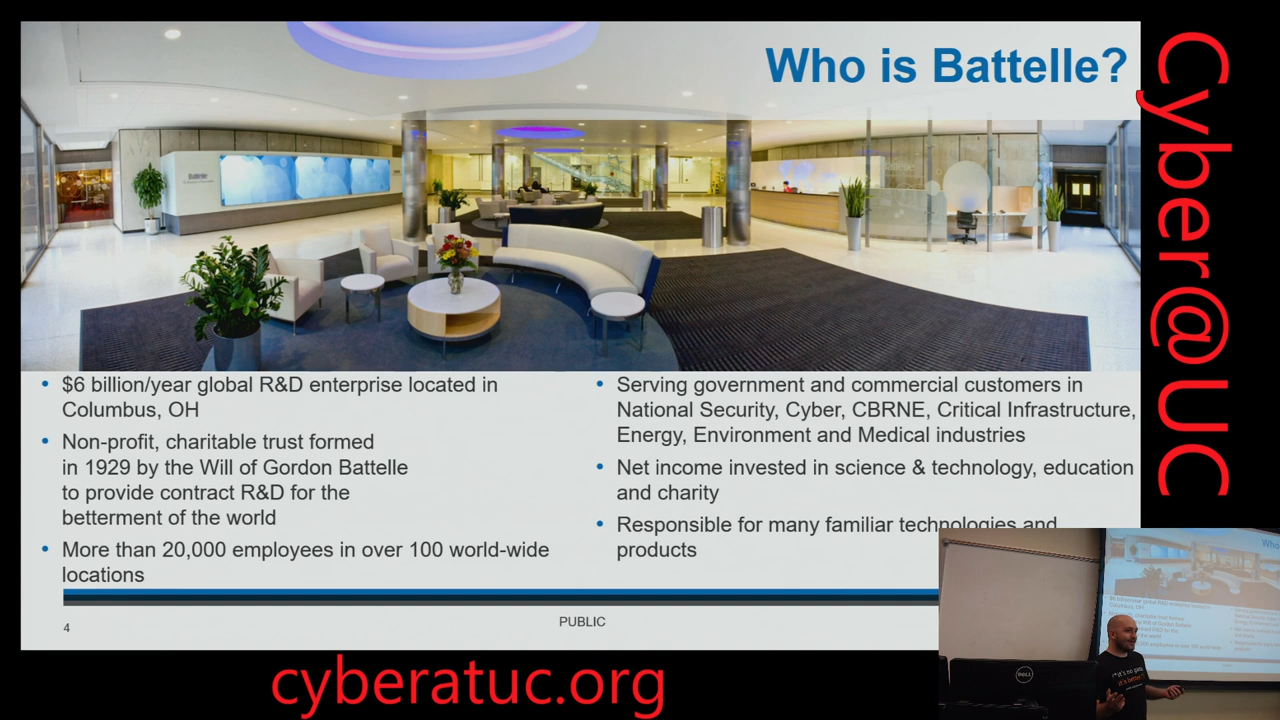 Who is Battelle?
Cyber@UC
• $6 billion/year global R&D enterprise located in
Columbus, OH
• Non-profit, charitable trust formed
in 1929 by the Will of Gordon Battelle
to provide contract R&D for the
betterment of the world
• More than 20,000 employees in over 100 world-wide
locations
• Serving government and commercial customers in
National Security, Cyber, CBRNE, Critical Infrastructure,
Energy, Environment and Medical industries
• Net income invested in science & technology, education
and charity
• Responsible for many familiar technologies and
products
4
PUBLIC
Who
DELL
cyberatuc.org